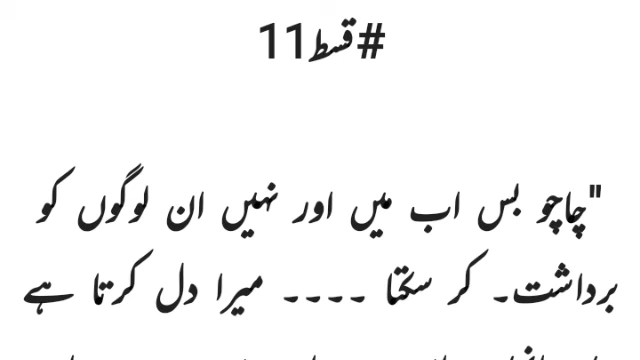 #قسط11
"چاچو بس اب میں اور نہیں ان لوگوں کو
برداشت۔ کر سکتا ۔۔۔۔ میرا دل کرتا ہے